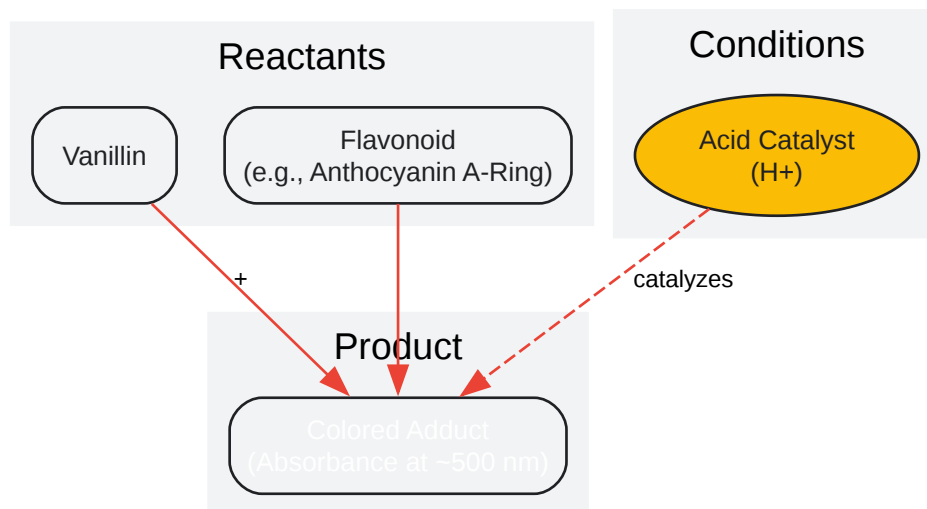 Reactants
Conditions
Vanillin
Flavonoid
(e.g., Anthocyanin A-Ring)
Acid Catalyst
(H+)
+
catalyzes
Product
Colored Adduct
(Absorbance at ~500 nm)